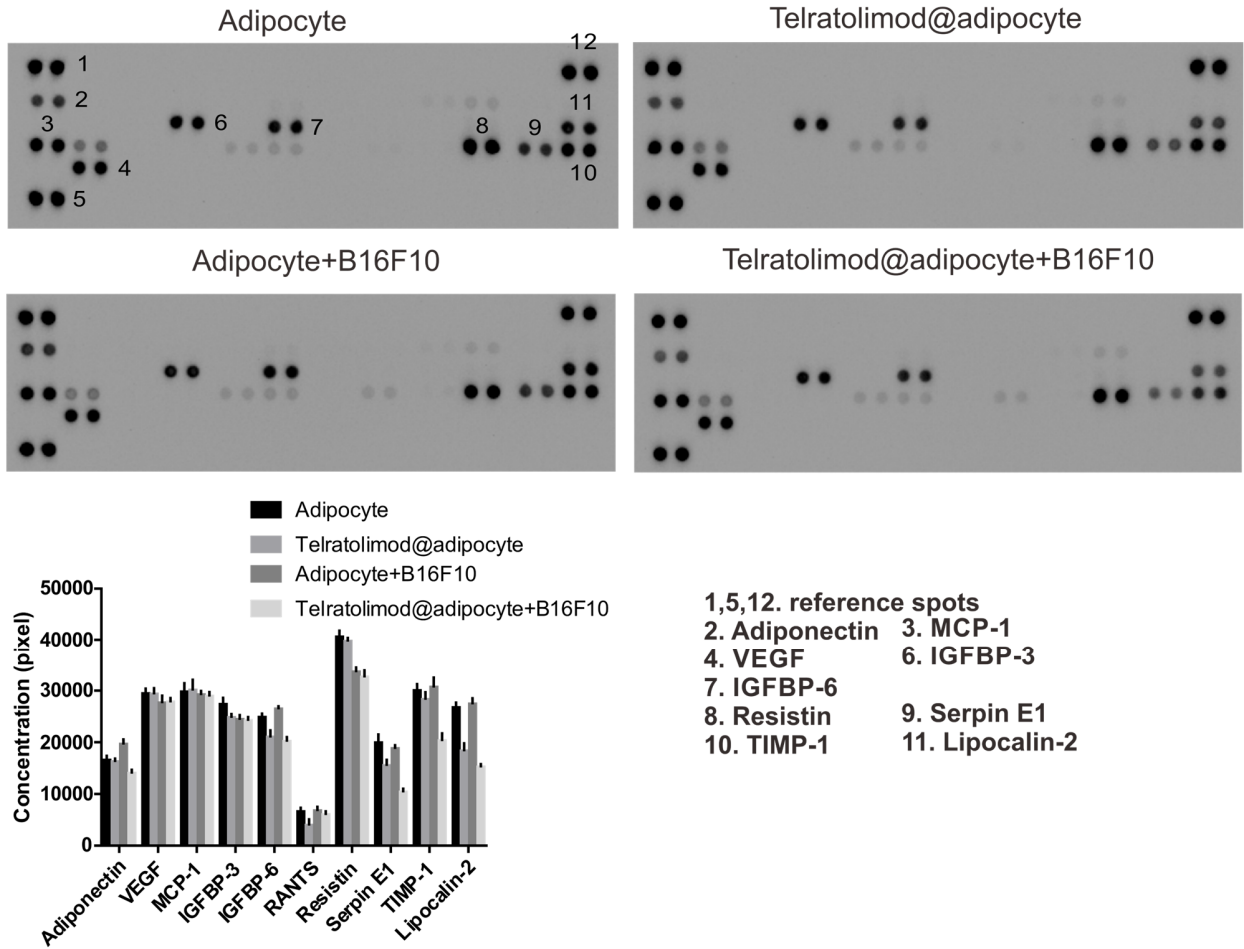 Adipocyte
Telratolimod@adipocyte
1
2
3
4
5
6
7
8
9
10
11
12
Adipocyte+B16F10
Telratolimod@adipocyte+B16F10
Adipocyte
Telratolimod@adipocyte
Adipocyte+B16F10
Telratolimod@adipocyte+B16F10
Concentration (pixel)
50000
40000
30000
20000
10000
0
Adiponectin
VEGF
MCP-1
IGFBP-3
IGFBP-6
RANTS
Resistin
Serpin E1
TIMP-1
Lipocalin-2
1,5,12. reference spots
2. Adiponectin 3. MCP-1
4. VEGF 6. IGFBP-3
7. IGFBP-6
8. Resistin 9. Serpin E1
10. TIMP-1 11. Lipocalin-2